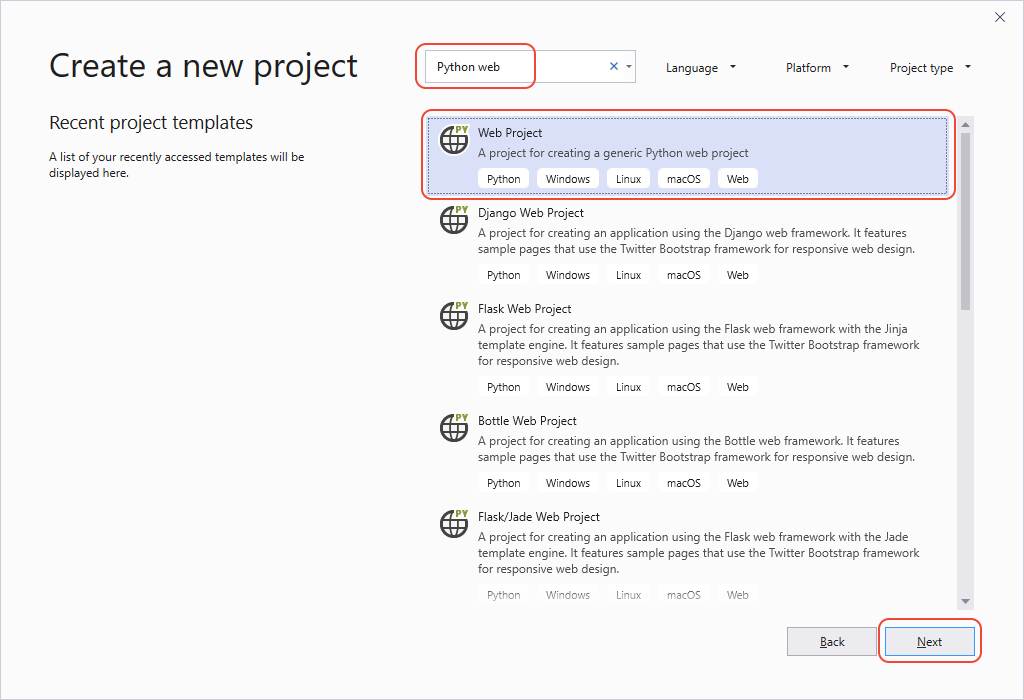 Create a new project
Recent project templates
A list of your recently accessed templates will be
displayed here.
Python web
Language
Platform
Project type
PY
Web Project
A project for creating a generic Python web project
Python Windows Linux macOS Web
PY
Django Web Project
A project for creating an application using the Django web framework. It features
sample pages that use the Twitter Bootstrap framework for responsive web design.
Python Windows Linux macOS Web
PY
Flask Web Project
A project for creating an application using the Flask web framework with the Jinja
template engine. It features sample pages that use the Twitter Bootstrap framework
for responsive web design.
Python Windows Linux macOS Web
PY
Bottle Web Project
A project for creating an application using the Bottle web framework. It features
sample pages that use the Twitter Bootstrap framework for responsive web design.
Python Windows Linux macOS Web
PY
Flask/Jade Web Project
A project for creating an application using the Flask web framework with the Jade
template engine. It features sample pages that use the Twitter Bootstrap framework
for responsive web design.
Python Windows Linux macOS Web
Back
Next